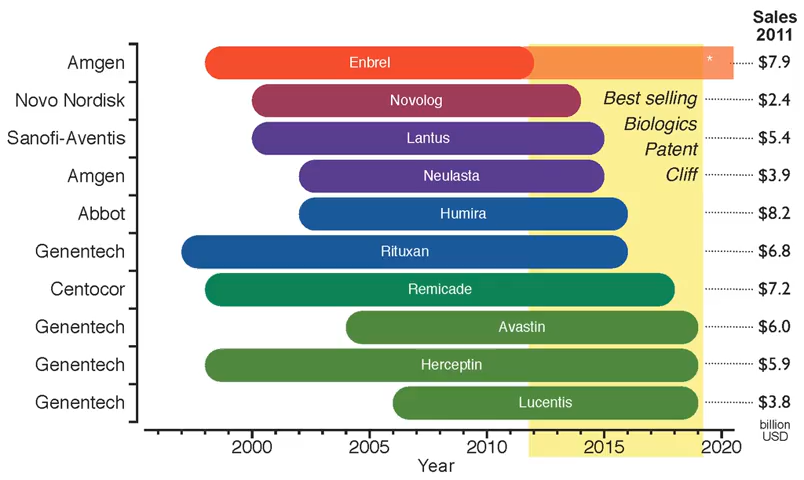 Sales
2011
Amgen Enbrel * $7.9
Novo Nordisk Novolog $2.4
Best selling
Biologics
Patent
Cliff
Sanofi-Aventis Lantus $5.4
Amgen Neulasta $3.9
Abbot Humira $8.2
Genentech Rituxan $6.8
Centocor Remicade $7.2
Genentech Avastin $6.0
Genentech Herceptin $5.9
Genentech Lucentis $3.8
billion
USD
2000 2005 2010 2015 2020
Year